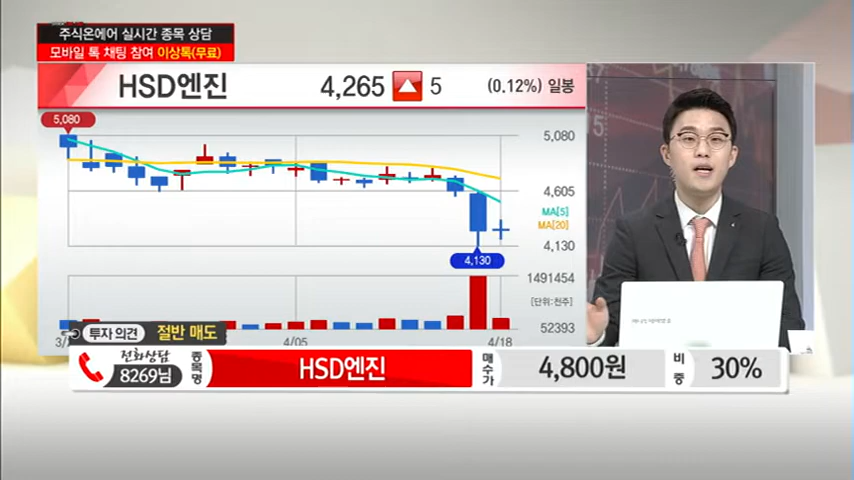 주식온에어 실시간 종목 상담
모바일 톡 채팅 참여 이상톡(무료)
HSD엔진 4,265 5 (0.12%) 일봉
5,080
5,080
4,605
MA[5]
MA[20]
4,130
4,130
1491454
[단위:천주]
52393
4/05 4/18
투자 의견 절반 매도
전화상담
8269님
종목명 HSD엔진 매수가 4,800원 비중 30%